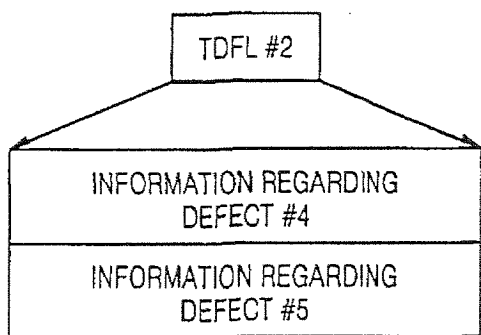 TDFL #2
INFORMATION REGARDING
DEFECT #4
INFORMATION REGARDING
DEFECT #5